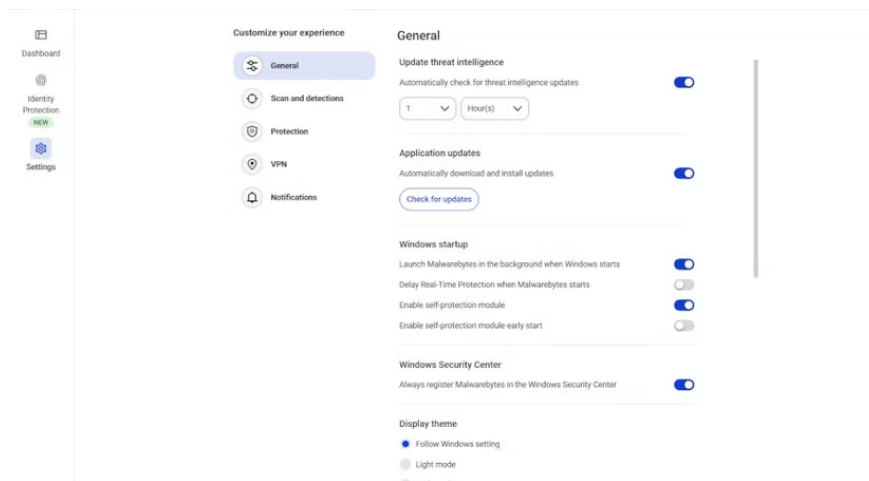 Dashboard
Identity
Protection
NEW
Settings
Customize your experience
General
Scan and detections
Protection
VPN
Notifications
General
Update threat intelligence
Automatically check for threat intelligence updates
1 Hour(s)
Application updates
Automatically download and install updates
Check for updates
Windows startup
Launch Malwarebytes in the background when Windows starts
Delay Real-Time Protection when Malwarebytes starts
Enable self-protection module
Enable self-protection module early start
Windows Security Center
Always register Malwarebytes in the Windows Security Center
Display theme
Follow Windows setting
Light mode